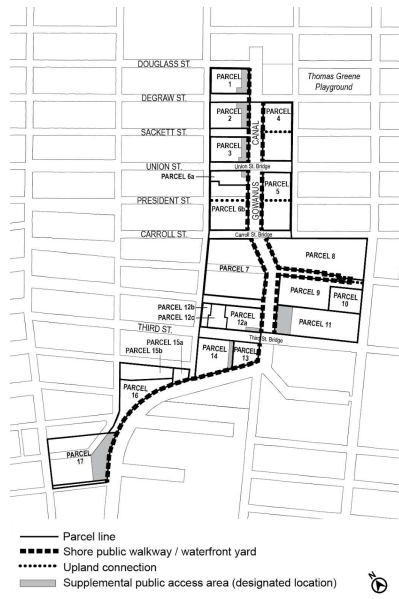 DOUGLASS ST.
PARCEL
1
Thomas Greene
Playground
DEGRAW ST.
PARCEL
2
PARCEL
4
CANAL
SACKETT ST.
PARCEL
3
UNION ST.
Union St. Bridge
PARCEL 6a
PARCEL
5
GOWANUS
PRESIDENT ST.
PARCEL 6b
CARROLL ST.
Carroll St. Bridge
PARCEL 8
PARCEL 7
PARCEL 9
PARCEL
10
PARCEL 12b
PARCEL 12c
PARCEL
12a
PARCEL 11
THIRD ST.
Third St. Bridge
PARCEL 15a
PARCEL 15b
PARCEL
14
PARCEL
13
PARCEL
16
PARCEL
17
Parcel line
Shore public walkway / waterfront yard
Upland connection
Supplemental public access area (designated location)
N